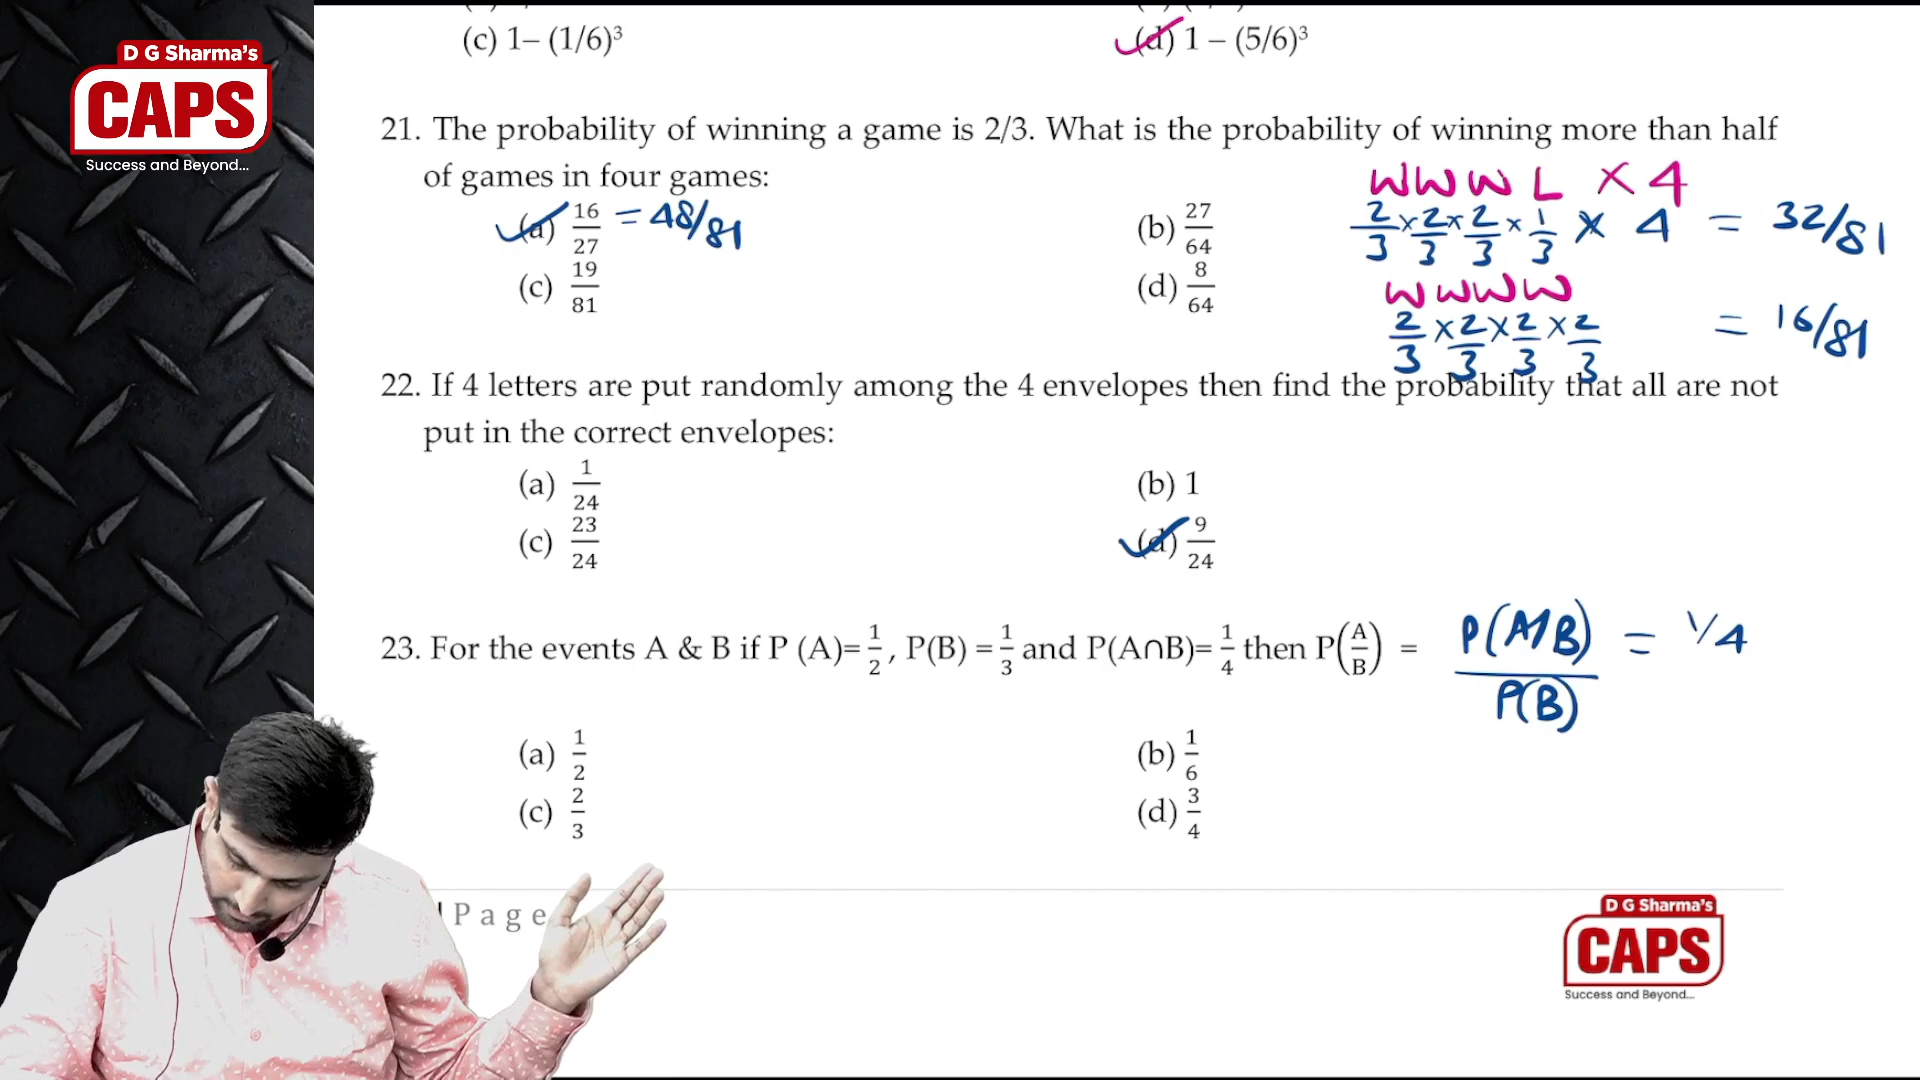 D G Sharma's
CAPS
Success and Beyond...
(c) 1– (1/6)³
(d) 1 – (5/6)³
21. The probability of winning a game is 2/3. What is the probability of winning more than half
of games in four games:
W W W L × 4
(a) 16/27 = 48/81
(b) 27/64
2/3 × 2/3 × 2/3 × 1/3 × 4 = 32/81
(c) 19/81
(d) 8/64
W W W W
2/3 × 2/3 × 2/3 × 2/3 = 16/81
22. If 4 letters are put randomly among the 4 envelopes then find the probability that all are not
put in the correct envelopes:
(a) 1/24
(b) 1
(c) 23/24
(d) 9/24
23. For the events A & B if P (A)= 1/2 , P(B) = 1/3 and P(A∩B)= 1/4 then P(A/B) = P(A∩B)/P(B) = 1/4
(a) 1/2
(b) 1/6
(c) 2/3
(d) 3/4
| P a g e
D G Sharma's
CAPS
Success and Beyond...